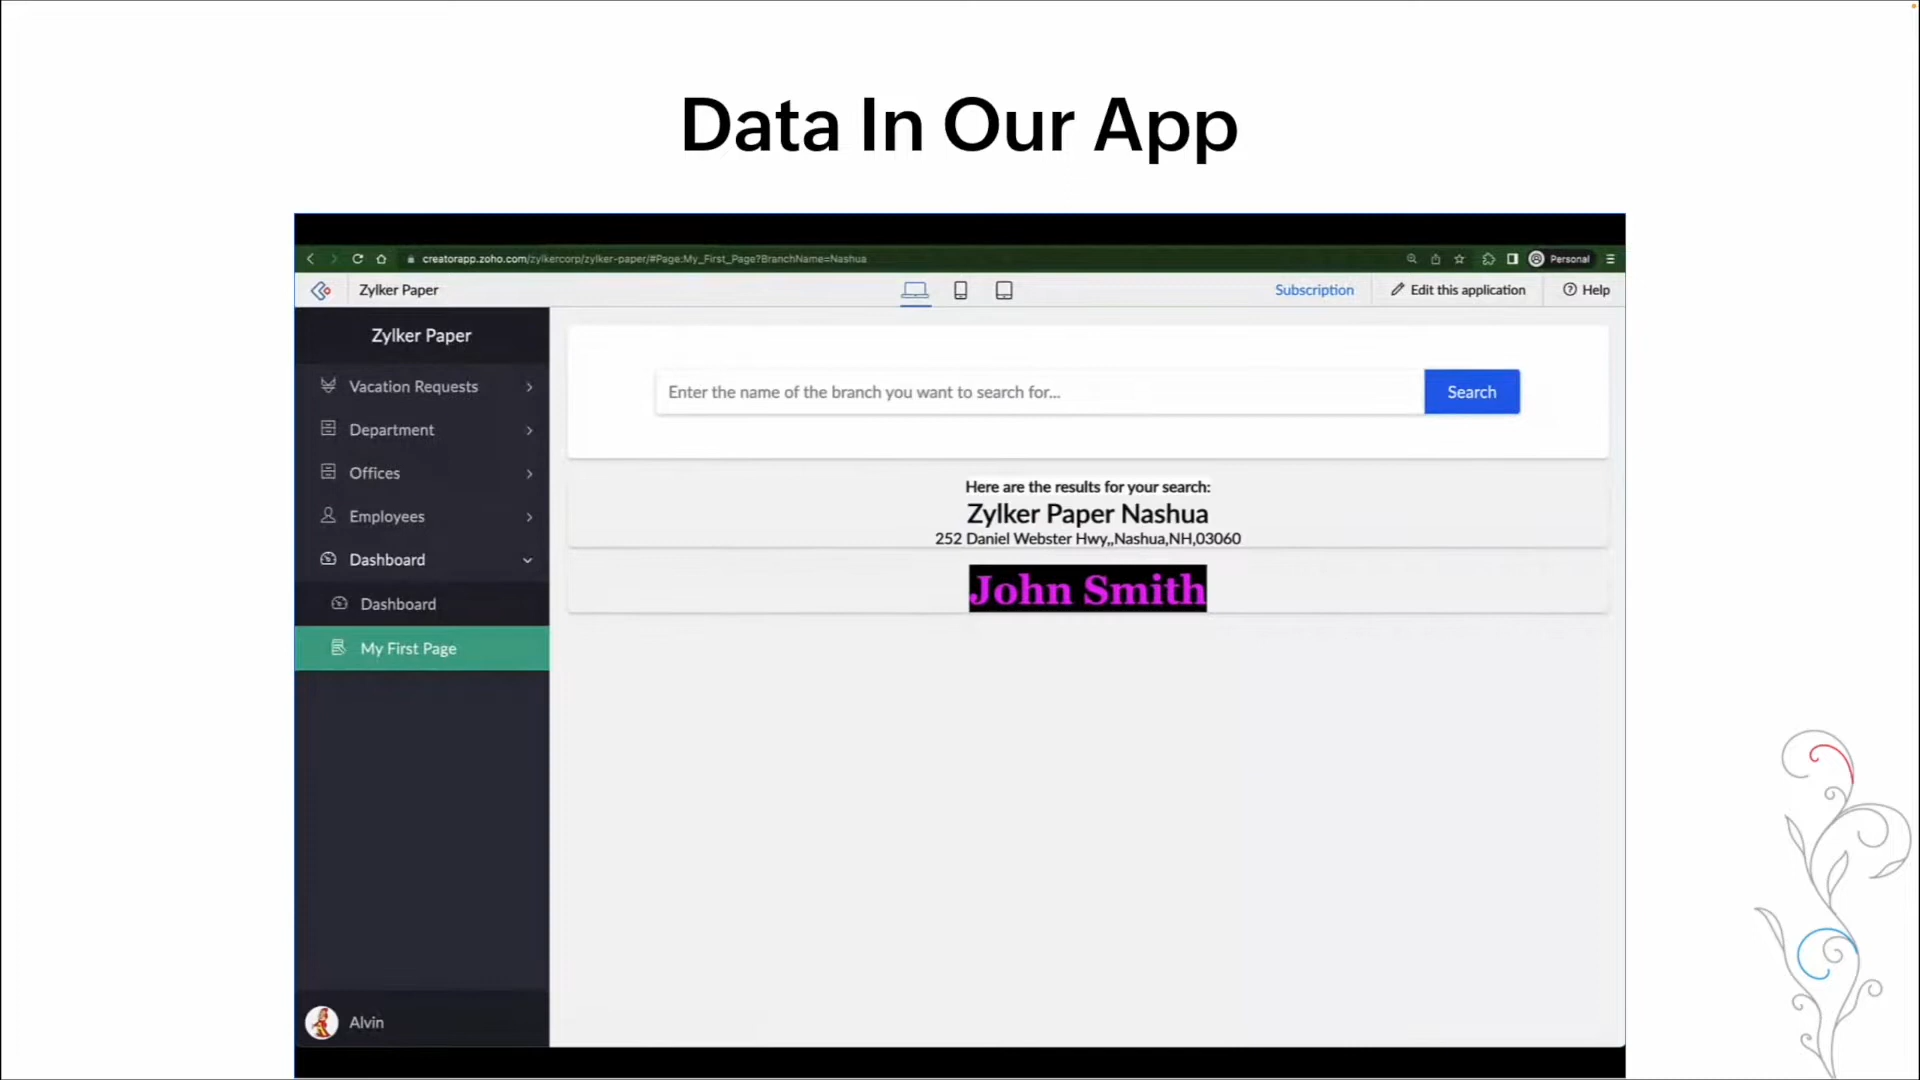 Data In Our App
creatorapp.zoho.com/zylkercorp/zylker-paper/#Page:My_First_Page?BranchName=Nashua
Personal
Zylker Paper
Subscription
Edit this application
Help
Zylker Paper
Vacation Requests
Department
Offices
Employees
Dashboard
Dashboard
My First Page
Alvin
Enter the name of the branch you want to search for...
Search
Here are the results for your search:
Zylker Paper Nashua
252 Daniel Webster Hwy,,Nashua,NH,03060
John Smith